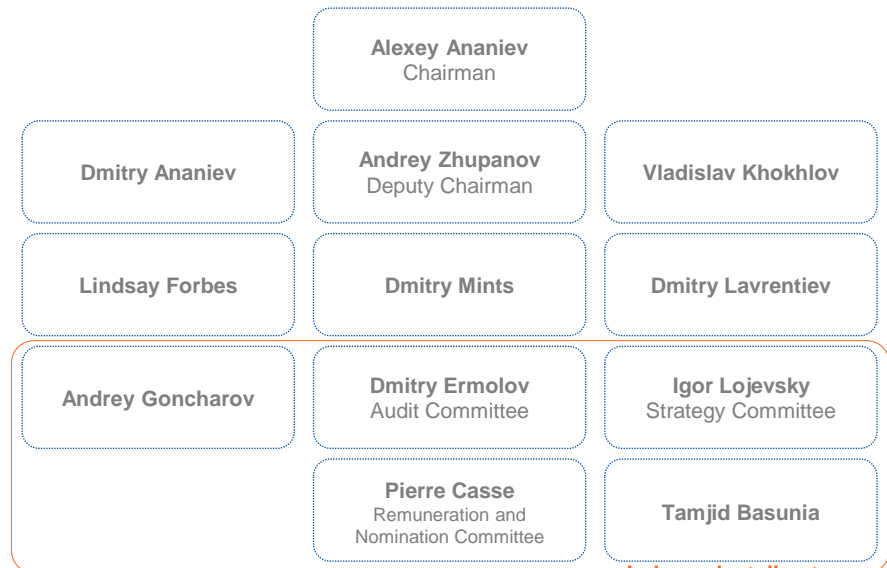 Alexey Ananiev
Chairman
Dmitry Ananiev
Andrey Zhupanov
Deputy Chairman
Vladislav Khokhlov
Lindsay Forbes
Dmitry Mints
Dmitry Lavrentiev
Andrey Goncharov
Dmitry Ermolov
Audit Committee
Igor Lojevsky
Strategy Committee
Pierre Casse
Remuneration and
Nomination Committee
Tamjid Basunia